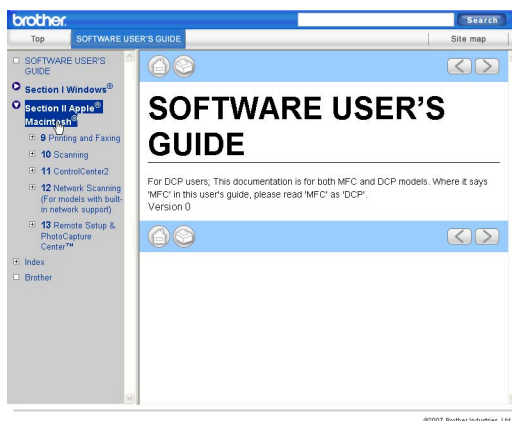 brother.
Search
Top
SOFTWARE USER'S GUIDE
Site map
SOFTWARE USER'S
GUIDE
Section I Windows®
Section II Apple®
Macintosh®
9 Printing and Faxing
10 Scanning
11 ControlCenter2
12 Network Scanning
(For models with built-
in network support)
13 Remote Setup &
PhotoCapture
Center™
Index
Brother
SOFTWARE USER'S
GUIDE
For DCP users; This documentation is for both MFC and DCP models. Where it says
'MFC' in this user's guide, please read 'MFC' as 'DCP'.
Version 0
©2007 Brother Industries,